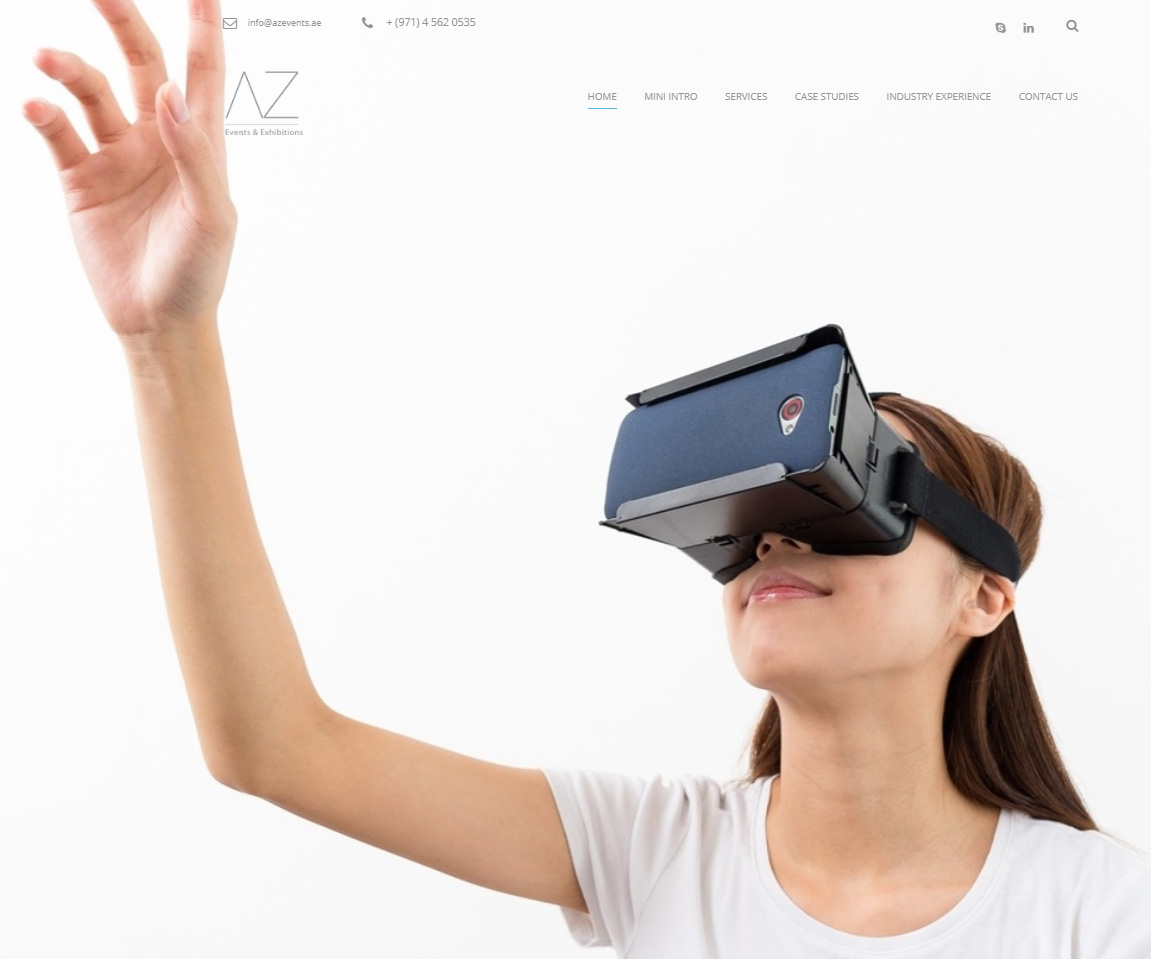 info@azevents.ae
+ (971) 4 562 0535
AZ
Events & Exhibitions
HOME MINI INTRO SERVICES CASE STUDIES INDUSTRY EXPERIENCE CONTACT US